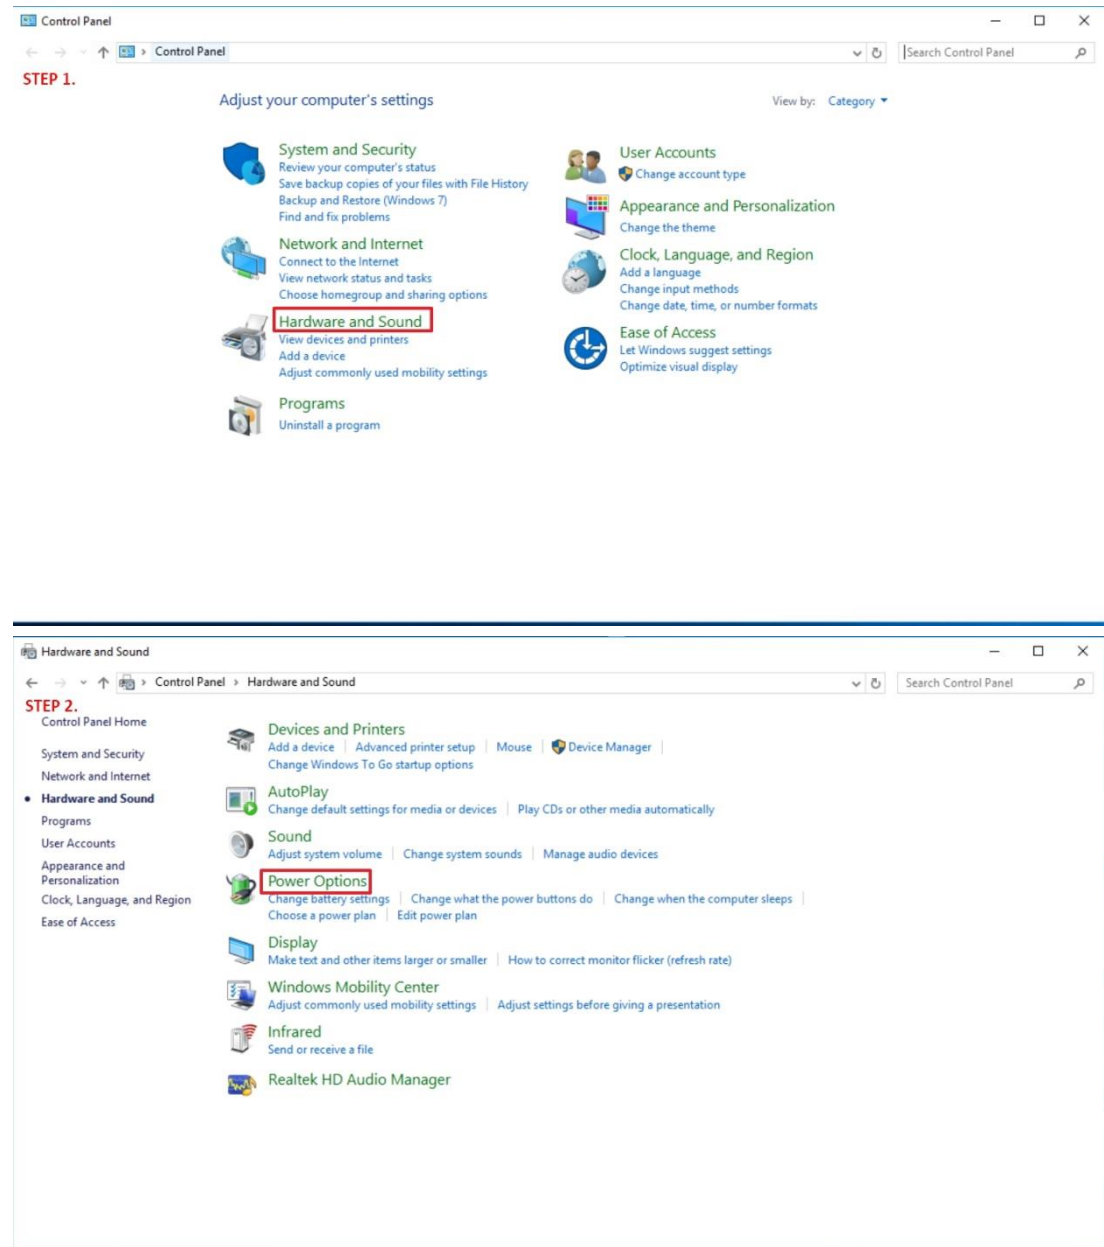 Control Panel
Control Panel
Search Control Panel
STEP 1.
Adjust your computer's settings
View by: Category
System and Security
Review your computer's status
Save backup copies of your files with File History
Backup and Restore (Windows 7)
Find and fix problems
Network and Internet
Connect to the Internet
View network status and tasks
Choose homegroup and sharing options
Hardware and Sound
View devices and printers
Add a device
Adjust commonly used mobility settings
Programs
Uninstall a program
User Accounts
Change account type
Appearance and Personalization
Change the theme
Clock, Language, and Region
Add a language
Change input methods
Change date, time, or number formats
Ease of Access
Let Windows suggest settings
Optimize visual display
Hardware and Sound
Control Panel › Hardware and Sound
Search Control Panel
STEP 2.
Control Panel Home
System and Security
Network and Internet
• Hardware and Sound
Programs
User Accounts
Appearance and
Personalization
Clock, Language, and Region
Ease of Access
Devices and Printers
Add a device | Advanced printer setup | Mouse | Device Manager |
Change Windows To Go startup options
AutoPlay
Change default settings for media or devices | Play CDs or other media automatically
Sound
Adjust system volume | Change system sounds | Manage audio devices
Power Options
Change battery settings | Change what the power buttons do | Change when the computer sleeps |
Choose a power plan | Edit power plan
Display
Make text and other items larger or smaller | How to correct monitor flicker (refresh rate)
Windows Mobility Center
Adjust commonly used mobility settings | Adjust settings before giving a presentation
Infrared
Send or receive a file
Realtek HD Audio Manager